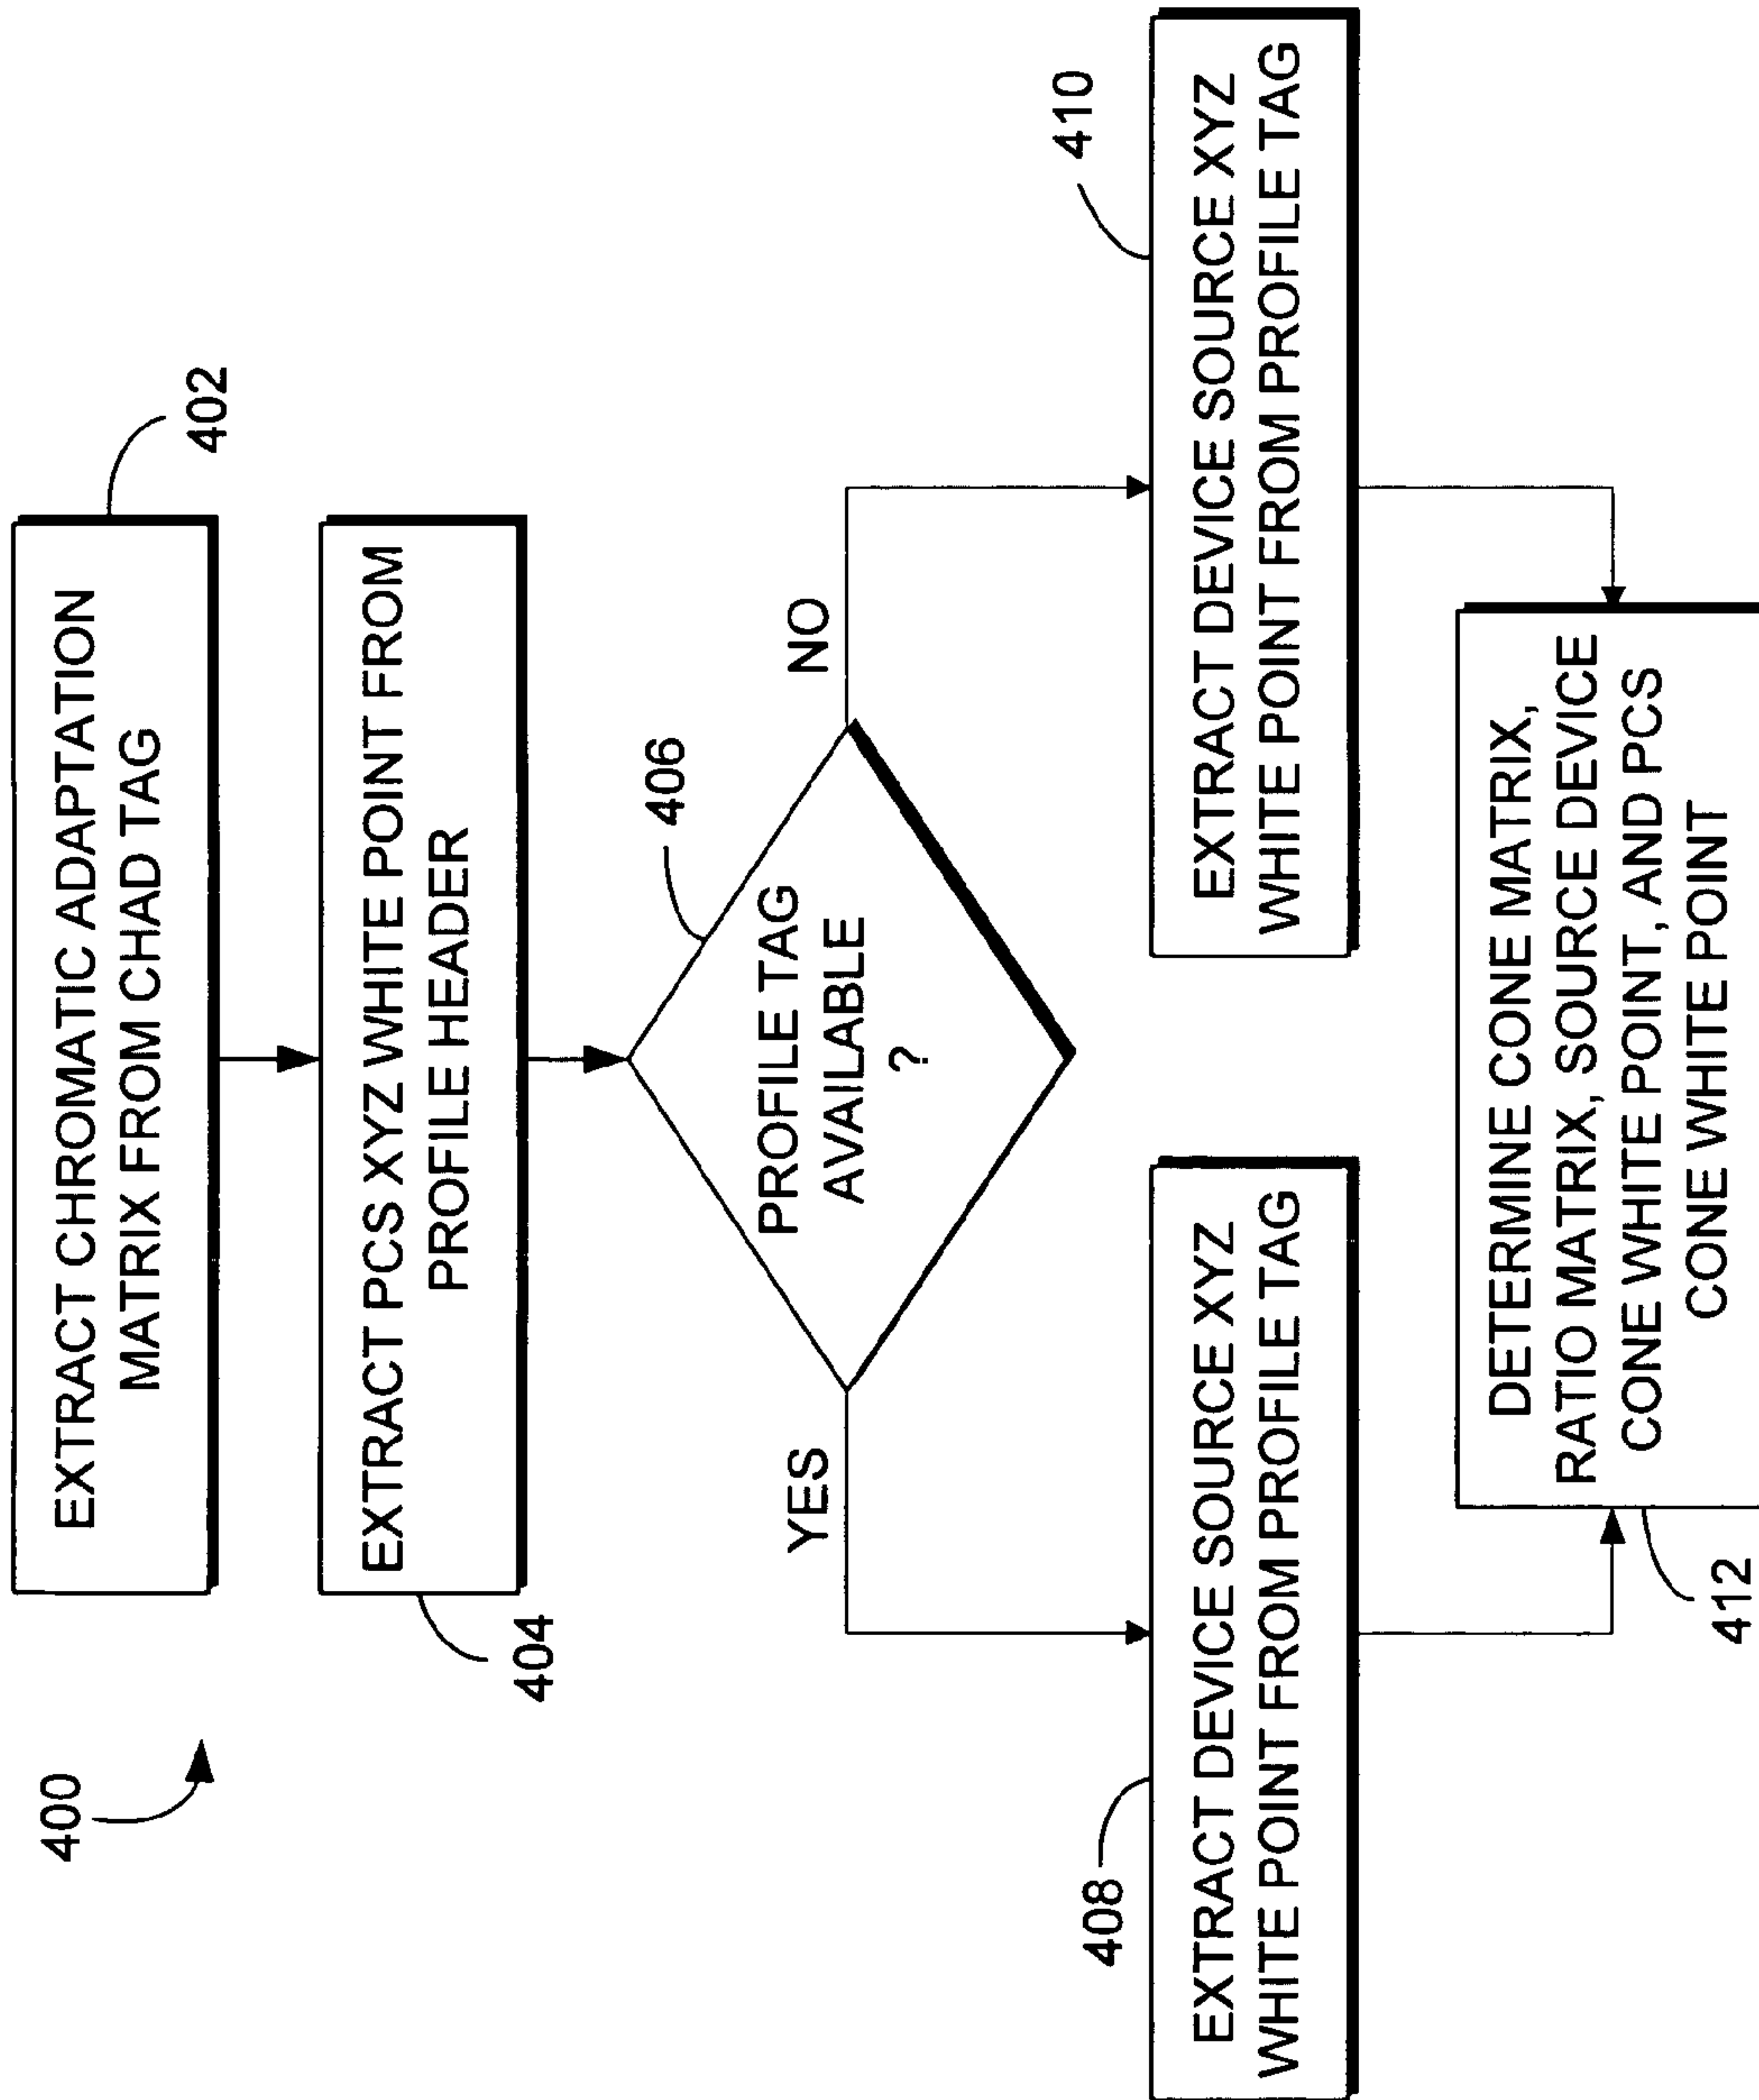 400
EXTRACT CHROMATIC ADAPTATION
MATRIX FROM CHAD TAG
402
EXTRACT PCS XYZ WHITE POINT FROM
PROFILE HEADER
404
406
PROFILE TAG
AVAILABLE
?
YES
NO
408
EXTRACT DEVICE SOURCE XYZ
WHITE POINT FROM PROFILE TAG
410
EXTRACT DEVICE SOURCE XYZ
WHITE POINT FROM PROFILE TAG
412
DETERMINE CONE MATRIX,
RATIO MATRIX, SOURCE DEVICE
CONE WHITE POINT, AND PCS
CONE WHITE POINT